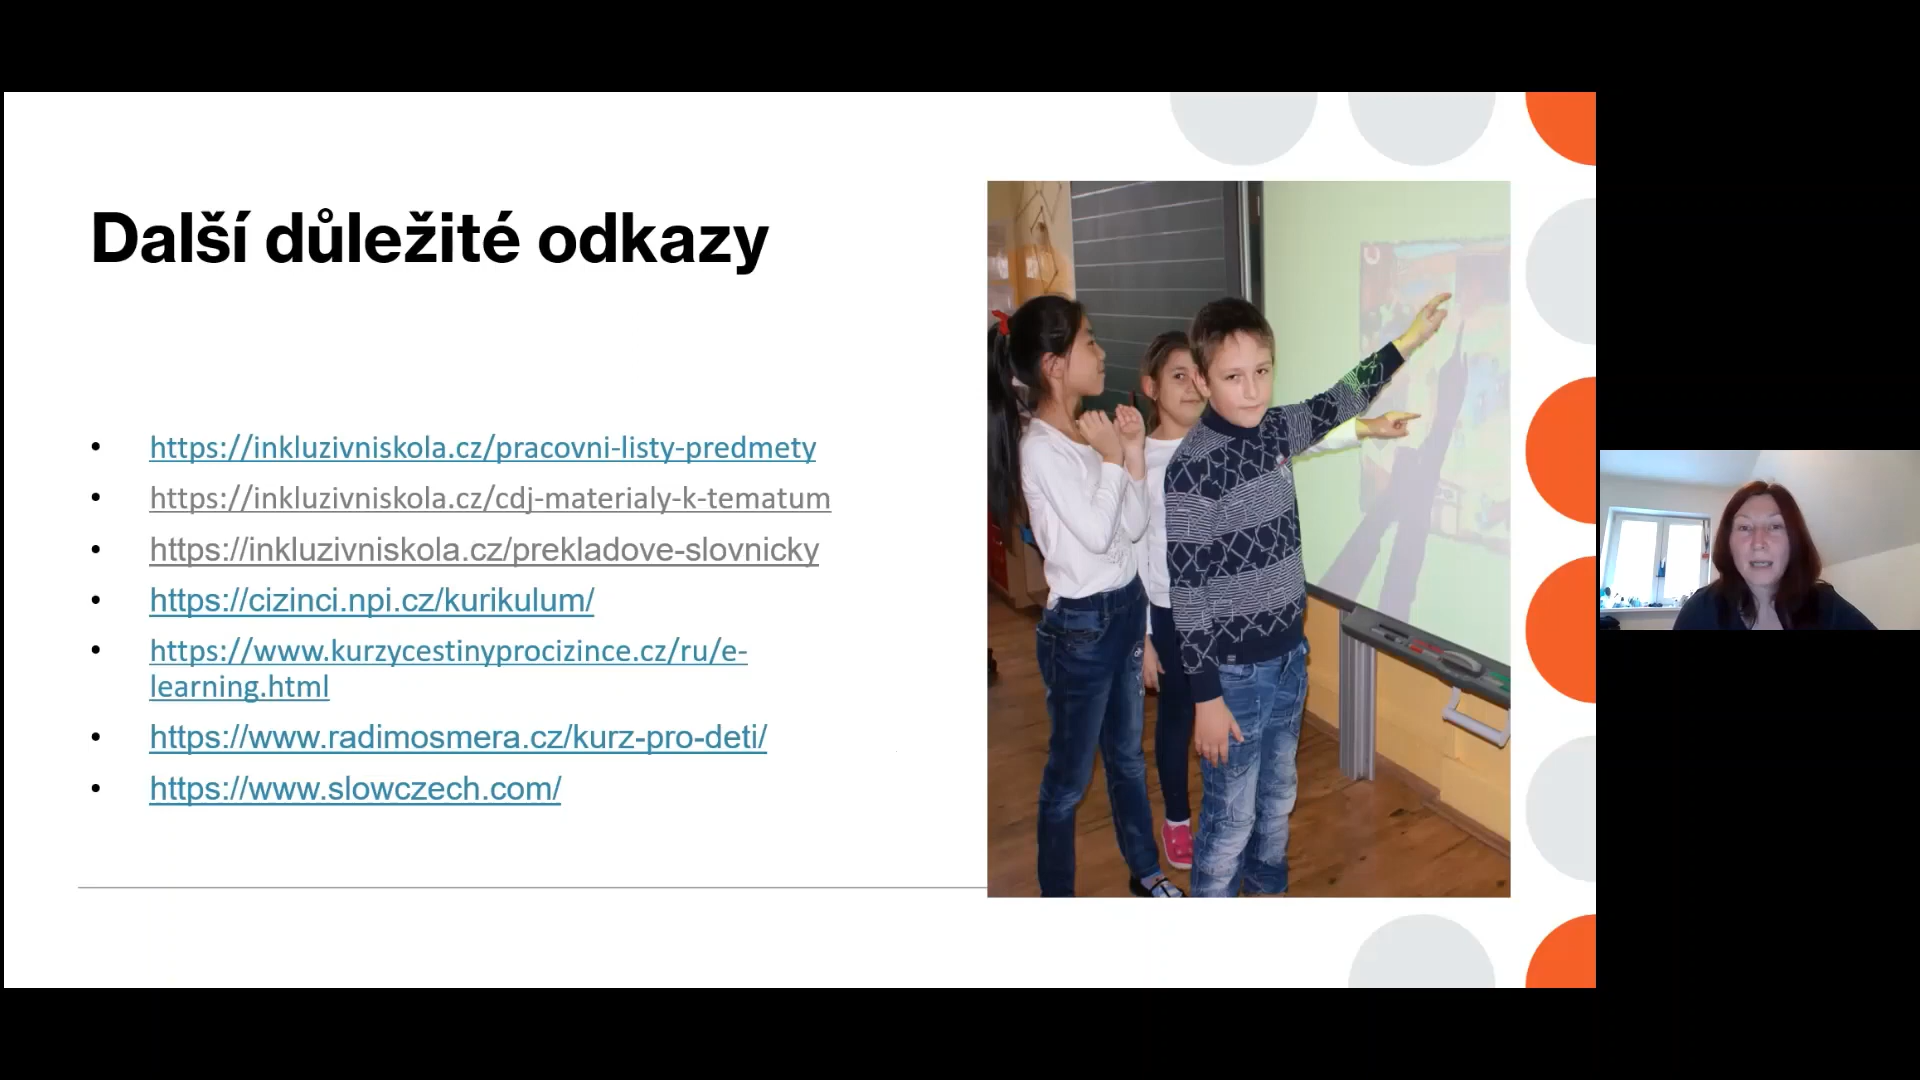 Další důležité odkazy
• https://inkluzivniskola.cz/pracovni-listy-predmety
• https://inkluzivniskola.cz/cdj-materialy-k-tematum
• https://inkluzivniskola.cz/prekladove-slovnicky
• https://cizinci.npi.cz/kurikulum/
• https://www.kurzycestinyprocizince.cz/ru/e-
learning.html
• https://www.radimosmera.cz/kurz-pro-deti/
• https://www.slowczech.com/